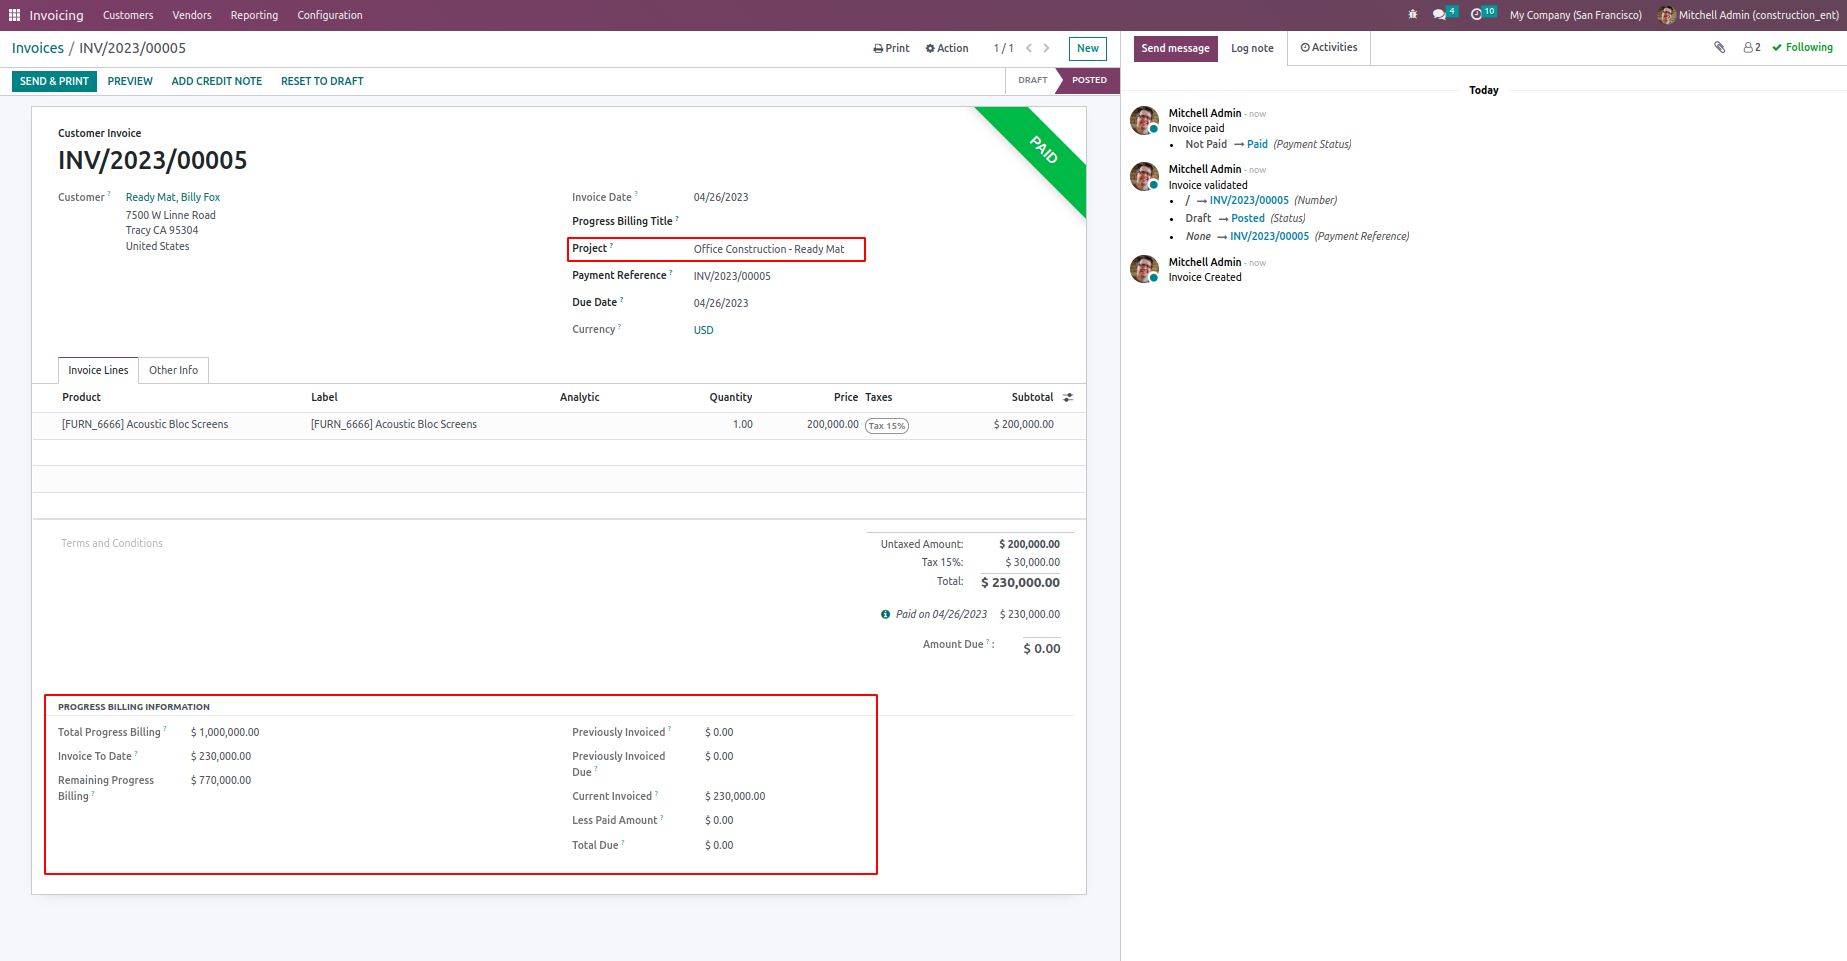 Invoicing Customers Vendors Reporting Configuration 4 10 My Company (San Francisco) Mitchell Admin (construction_ent)
Invoices / INV/2023/00005 Print Action 1 / 1 New
SEND & PRINT PREVIEW ADD CREDIT NOTE RESET TO DRAFT DRAFT POSTED
Customer Invoice
INV/2023/00005
PAID
Customer ? Ready Mat, Billy Fox
7500 W Linne Road
Tracy CA 95304
United States
Invoice Date ? 04/26/2023
Progress Billing Title ?
Project ? Office Construction - Ready Mat
Payment Reference ? INV/2023/00005
Due Date ? 04/26/2023
Currency ? USD
Invoice Lines Other Info
Product Label Analytic Quantity Price Taxes Subtotal
[FURN_6666] Acoustic Bloc Screens [FURN_6666] Acoustic Bloc Screens 1.00 200,000.00 Tax 15% $ 200,000.00
Terms and Conditions
Untaxed Amount: $ 200,000.00
Tax 15%: $ 30,000.00
Total: $ 230,000.00
Paid on 04/26/2023 $ 230,000.00
Amount Due ? : $ 0.00
PROGRESS BILLING INFORMATION
Total Progress Billing ? $ 1,000,000.00
Invoice To Date ? $ 230,000.00
Remaining Progress
Billing ? $ 770,000.00
Previously Invoiced ? $ 0.00
Previously Invoiced
Due ? $ 0.00
Current Invoiced ? $ 230,000.00
Less Paid Amount ? $ 0.00
Total Due ? $ 0.00
Send message Log note Activities 2 Following
Today
Mitchell Admin - now
Invoice paid
• Not Paid → Paid (Payment Status)
Mitchell Admin - now
Invoice validated
• / → INV/2023/00005 (Number)
• Draft → Posted (Status)
• None → INV/2023/00005 (Payment Reference)
Mitchell Admin - now
Invoice Created